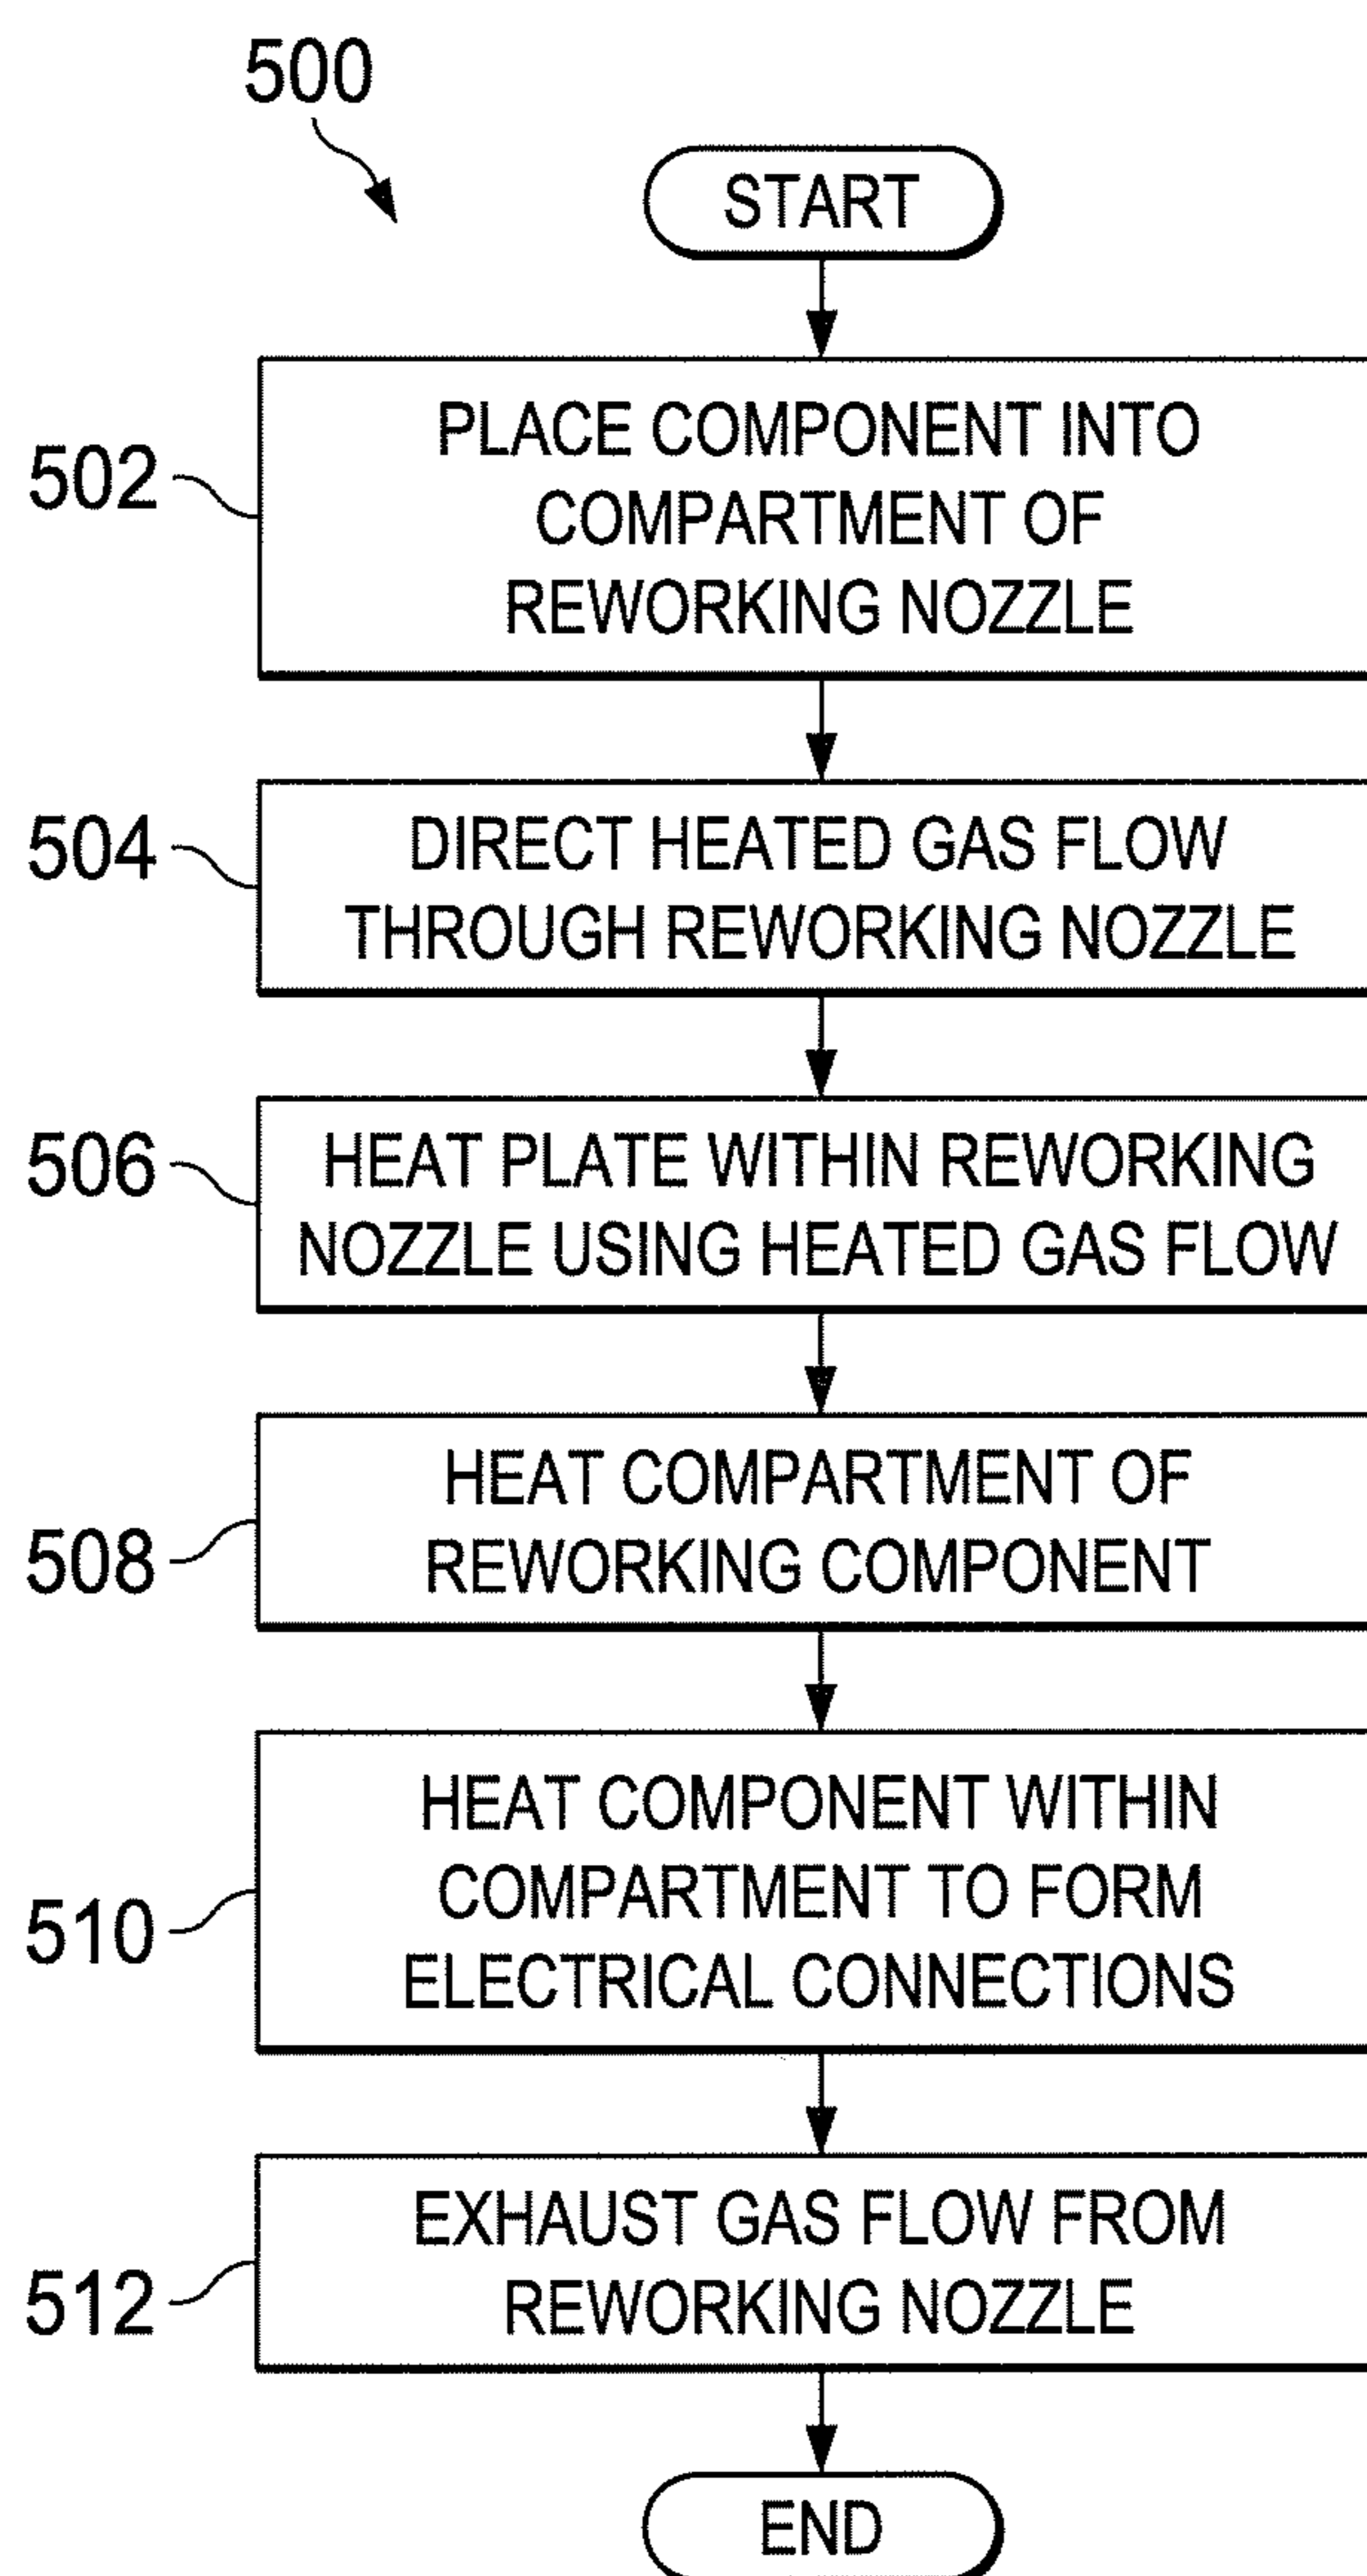 500
START
502
PLACE COMPONENT INTO
COMPARTMENT OF
REWORKING NOZZLE
504
DIRECT HEATED GAS FLOW
THROUGH REWORKING NOZZLE
506
HEAT PLATE WITHIN REWORKING
NOZZLE USING HEATED GAS FLOW
508
HEAT COMPARTMENT OF
REWORKING COMPONENT
510
HEAT COMPONENT WITHIN
COMPARTMENT TO FORM
ELECTRICAL CONNECTIONS
512
EXHAUST GAS FLOW FROM
REWORKING NOZZLE
END